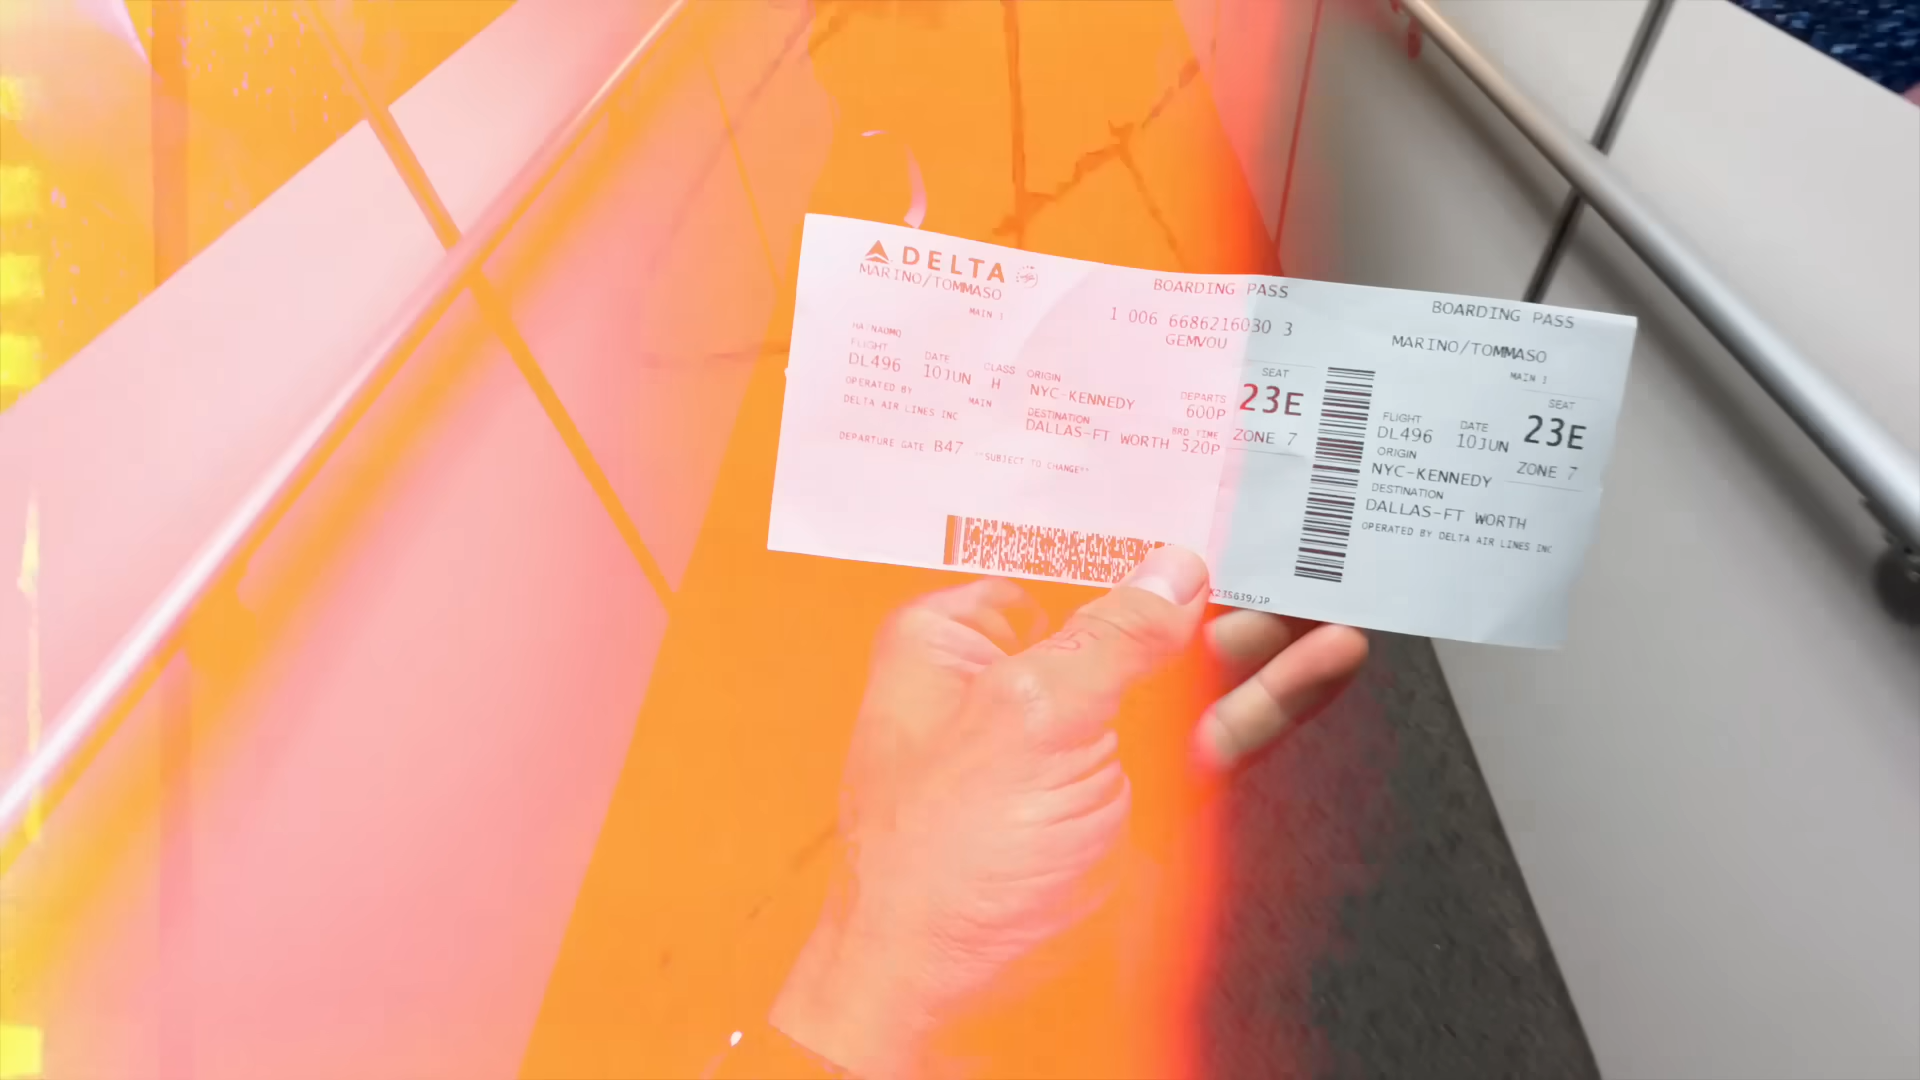 DELTA
MARINO/TOMMASO
MAIN 1
BOARDING PASS
1 006 6686216030 3
GEMVOU
FLIGHT DATE CLASS ORIGIN
DL496 10JUN H NYC-KENNEDY
OPERATED BY MAIN
DELTA AIR LINES INC
DESTINATION
DALLAS-FT WORTH
DEPARTS
600P
BRD TIME
520P
SEAT
23E
ZONE 7
DEPARTURE GATE B47 **SUBJECT TO CHANGE**
BOARDING PASS
MARINO/TOMMASO
MAIN 1
FLIGHT DATE SEAT
DL496 10JUN 23E
ORIGIN
NYC-KENNEDY ZONE 7
DESTINATION
DALLAS-FT WORTH
OPERATED BY DELTA AIR LINES INC